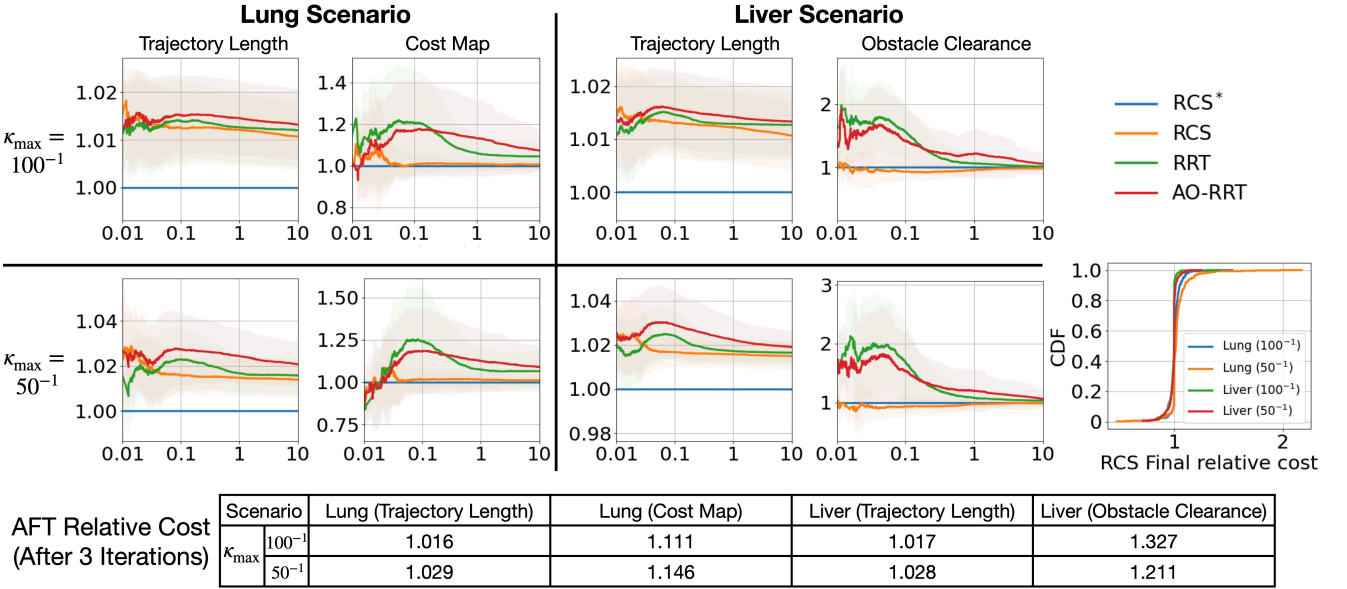 Lung Scenario
Liver Scenario
Trajectory Length
Cost Map
Trajectory Length
Obstacle Clearance
κmax = 100⁻¹
1.02
1.01
1.00
0.01 0.1 1 10
1.4
1.2
1.0
0.8
0.01 0.1 1 10
1.02
1.01
1.00
0.01 0.1 1 10
2
1
0.01 0.1 1 10
RCS*
RCS
RRT
AO-RRT
κmax = 50⁻¹
1.04
1.02
1.00
0.01 0.1 1 10
1.50
1.25
1.00
0.75
0.01 0.1 1 10
1.04
1.02
1.00
0.98
0.01 0.1 1 10
3
2
1
0.01 0.1 1 10
CDF
1.0
0.8
0.6
0.4
0.2
0
Lung (100⁻¹)
Lung (50⁻¹)
Liver (100⁻¹)
Liver (50⁻¹)
1 2
RCS Final relative cost
AFT Relative Cost
(After 3 Iterations)
Scenario Lung (Trajectory Length) Lung (Cost Map) Liver (Trajectory Length) Liver (Obstacle Clearance)
κmax
100⁻¹ 1.016 1.111 1.017 1.327
50⁻¹ 1.029 1.146 1.028 1.211